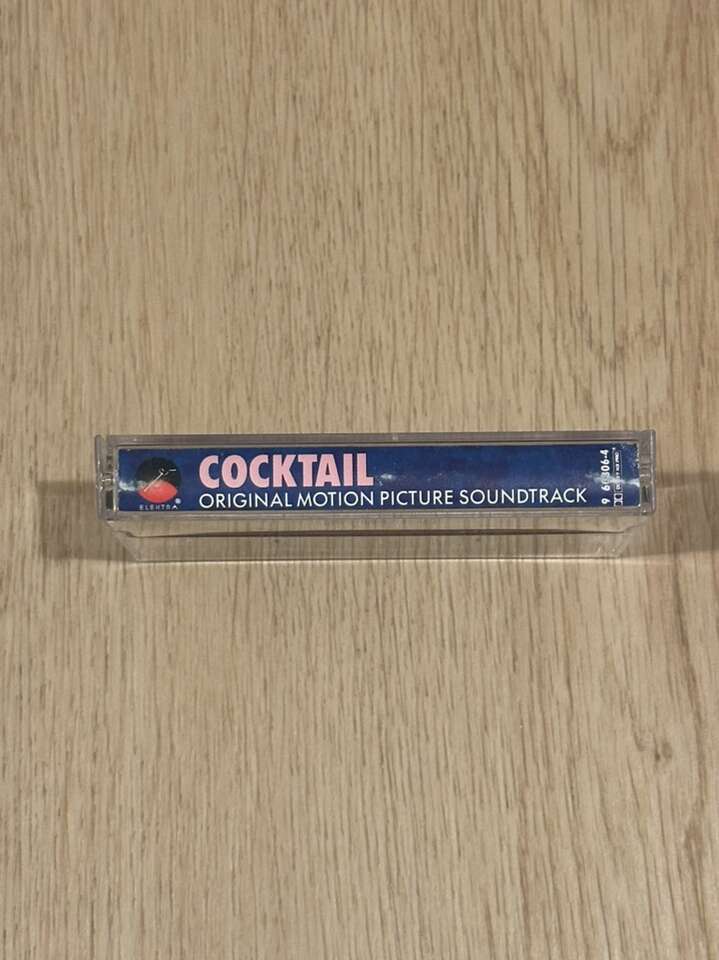 COCKTAIL
ORIGINAL MOTION PICTURE SOUNDTRACK
ELEKTRA
®